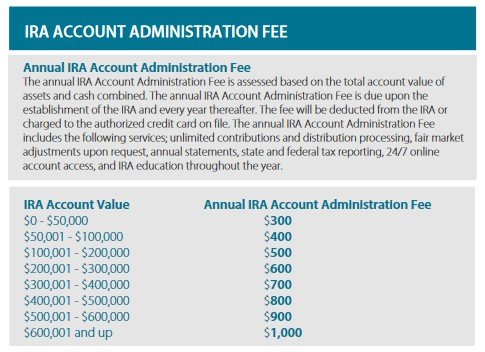 IRA ACCOUNT ADMINISTRATION FEE
Annual IRA Account Administration Fee
The annual IRA Account Administration Fee is assessed based on the total account value of
assets and cash combined. The annual IRA Account Administration Fee is due upon the
establishment of the IRA and every year thereafter. The fee will be deducted from the IRA or
charged to the authorized credit card on file. The annual IRA Account Administration Fee
includes the following services; unlimited contributions and distribution processing, fair market
adjustments upon request, annual statements, state and federal tax reporting, 24/7 online
account access, and IRA education throughout the year.
IRA Account Value Annual IRA Account Administration Fee
$0 - $50,000 $300
$50,001 - $100,000 $400
$100,001 - $200,000 $500
$200,001 - $300,000 $600
$300,001 - $400,000 $700
$400,001 - $500,000 $800
$500,001 - $600,000 $900
$600,001 and up $1,000